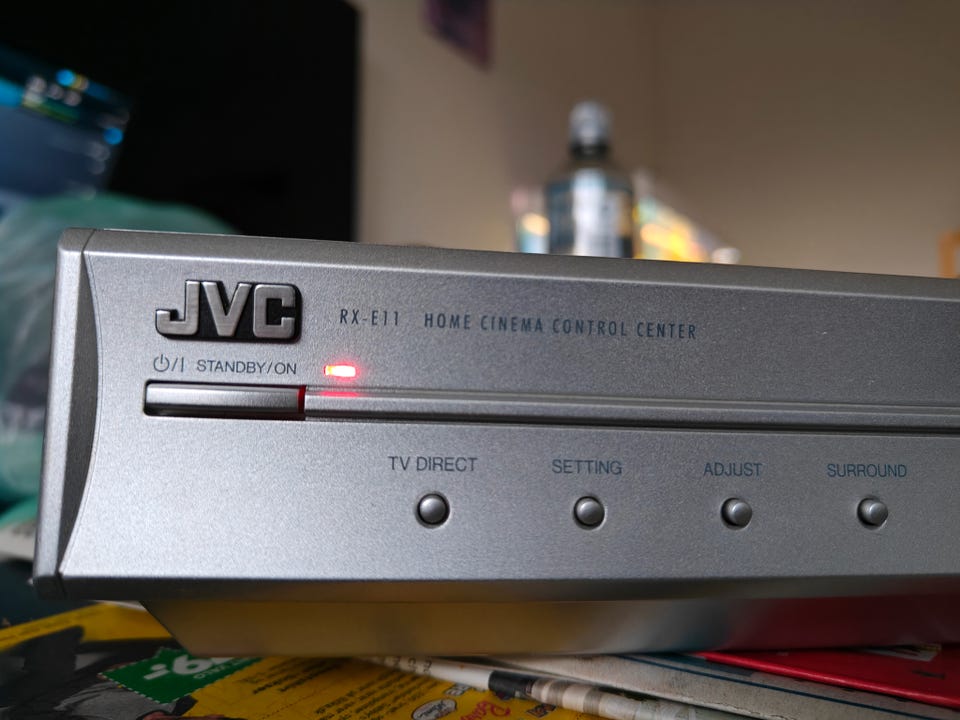 JVC
RX-E11 HOME CINEMA CONTROL CENTER
⏻/I STANDBY/ON
TV DIRECT
SETTING
ADJUST
SURROUND